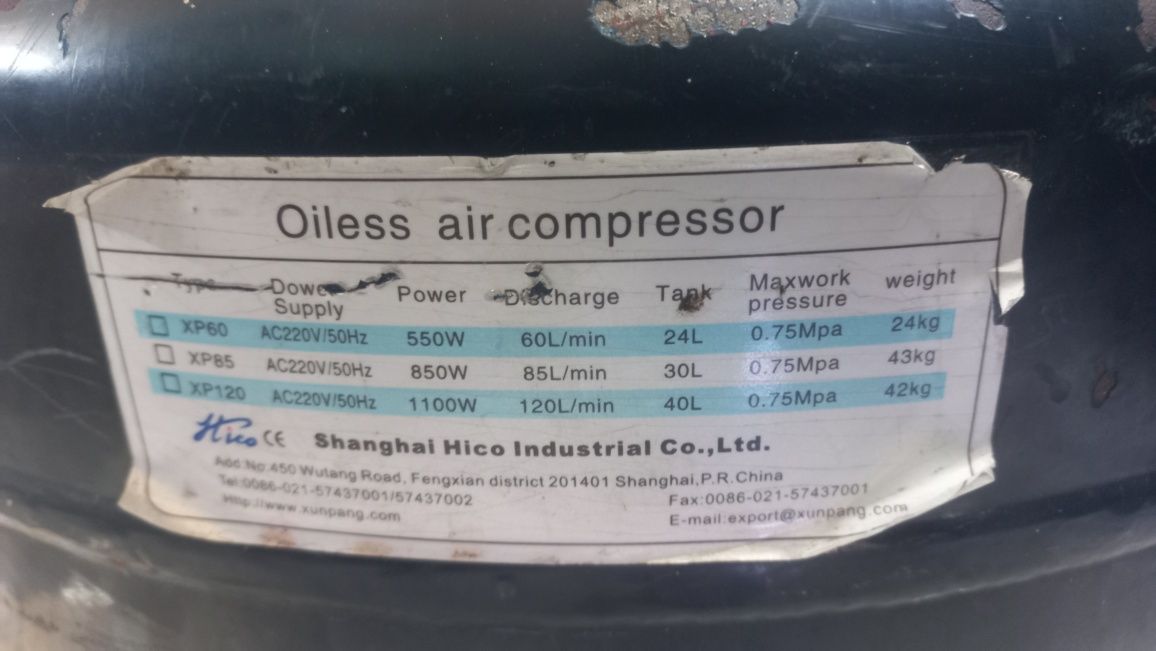 Oiless air compressor
Type Dower Supply Power Discharge Tank Maxwork pressure weight
XP60 AC220V/50Hz 550W 60L/min 24L 0.75Mpa 24kg
XP85 AC220V/50Hz 850W 85L/min 30L 0.75Mpa 43kg
XP120 AC220V/50Hz 1100W 120L/min 40L 0.75Mpa 42kg
Hico CE Shanghai Hico Industrial Co.,Ltd.
Add:No.450 Wutang Road, Fengxian district 201401 Shanghai,P.R.China
Tel:0086-021-57437001/57437002 Fax:0086-021-57437001
Http://www.xunpang.com E-mail:export@xunpang.com